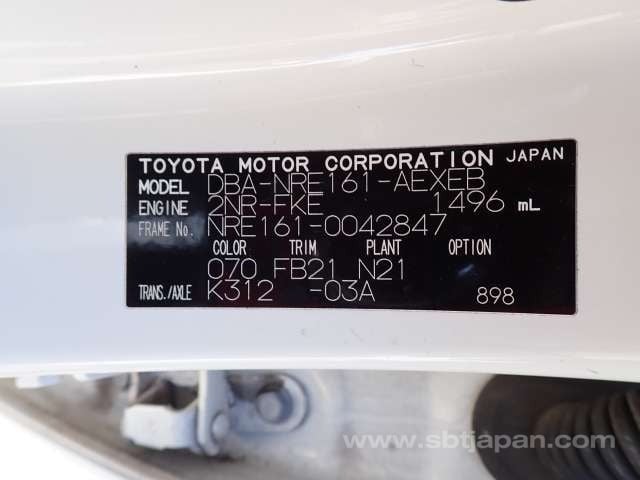 TOYOTA MOTOR CORPORATION JAPAN
MODEL DBA-NRE161-AEXEB
ENGINE 2NR-FKE 1496 mL
FRAME No. NRE161-0042847
COLOR TRIM PLANT OPTION
070 FB21 N21
TRANS./AXLE K312 -03A 898
www.sbtjapan.com